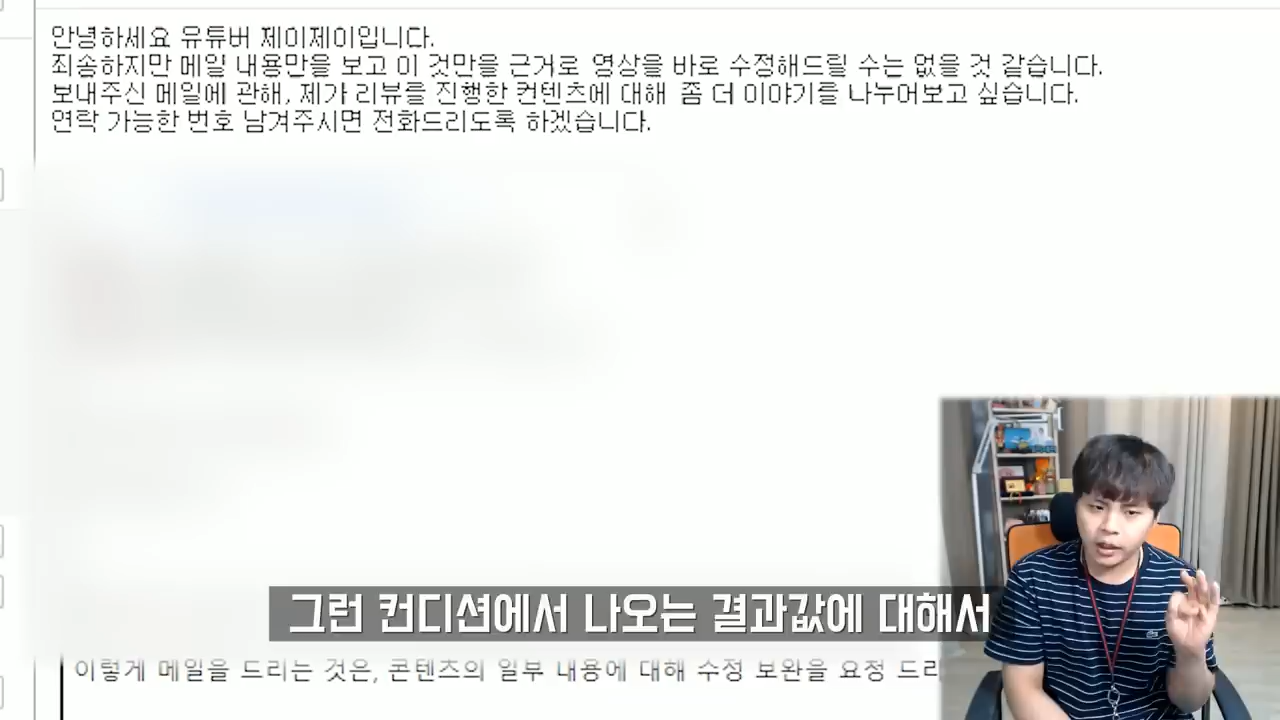 안녕하세요 유튜버 제이제이입니다.
죄송하지만 메일 내용만을 보고 이 것만을 근거로 영상을 바로 수정해드릴 수는 없을 것 같습니다.
보내주신 메일에 관해, 제가 리뷰를 진행한 컨텐츠에 대해 좀 더 이야기를 나누어보고 싶습니다.
연락 가능한 번호 남겨주시면 전화드리도록 하겠습니다.
그런 컨디션에서 나오는 결과값에 대해서
이렇게 메일을 드리는 것은, 콘텐츠의 일부 내용에 대해 수정 보완을 요청 드리